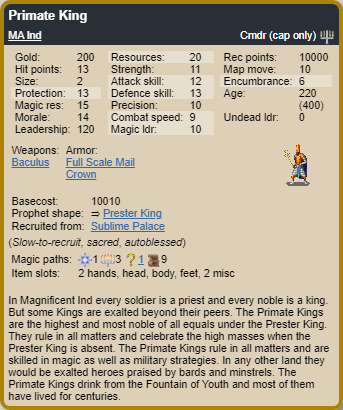 Primate King
MA Ind Cmdr (cap only)
Gold: 200 Resources: 20 Rec points: 10000
Hit points: 13 Strength: 11 Map move: 10
Size: 2 Attack skill: 12 Encumbrance: 6
Protection: 13 Defence skill: 13 Age: 220
Magic res: 15 Precision: 10 (400)
Morale: 14 Combat speed: 9 Undead ldr: 0
Leadership: 120 Magic ldr: 10
Weapons: Armor:
Baculus Full Scale Mail
Crown
Basecost: 10010
Prophet shape: ⇒ Prester King
Recruited from: Sublime Palace
(Slow-to-recruit, sacred, autoblessed)
Magic paths: 1 3 ?1 9
Item slots: 2 hands, head, body, feet, 2 misc
In Magnificent Ind every soldier is a priest and every noble is a king.
But some Kings are exalted beyond their peers. The Primate Kings
are the highest and most noble of all equals under the Prester King.
They rule in all matters and celebrate the high masses when the
Prester King is absent. The Primate Kings rule in all matters and are
skilled in magic as well as military strategies. In any other land they
would be exalted heroes praised by bards and minstrels. The
Primate Kings drink from the Fountain of Youth and most of them
have lived for centuries.